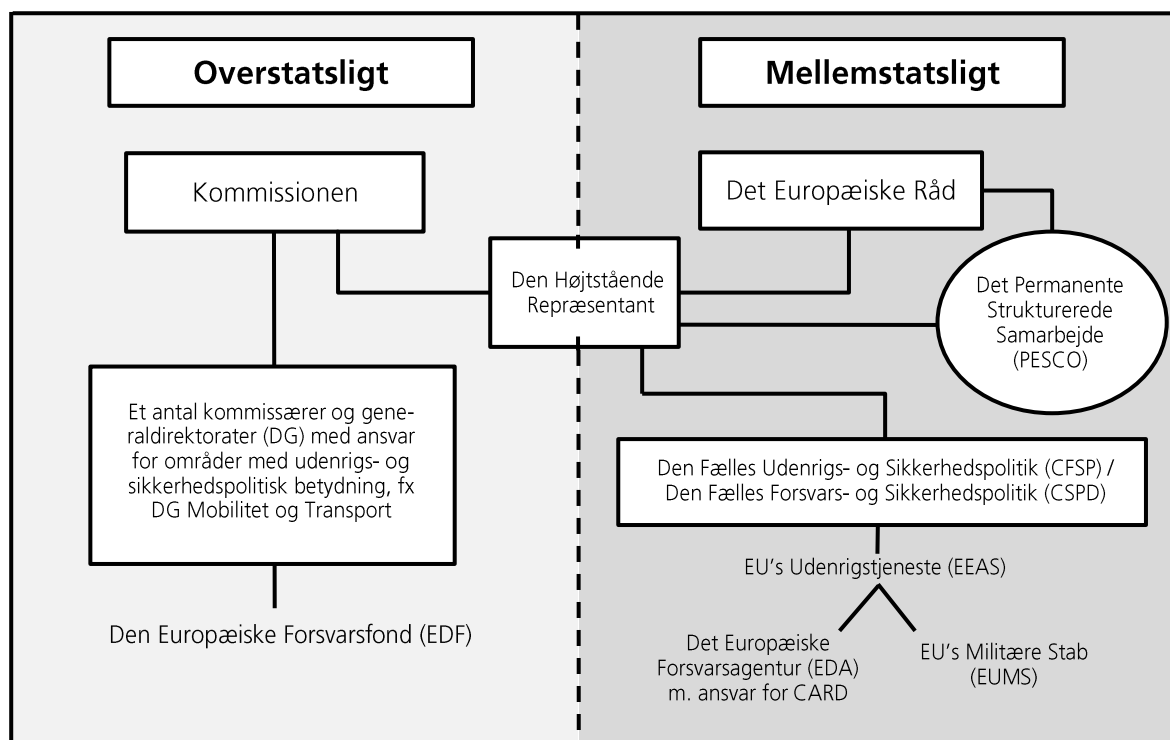 Overstatsligt
Mellemstatsligt
Kommissionen
Det Europæiske Råd
Den Højtstående
Repræsentant
Det Permanente
Strukturerede
Samarbejde
(PESCO)
Et antal kommissærer og gene-
raldirektorater (DG) med ansvar
for områder med udenrigs- og
sikkerhedspolitisk betydning, fx
DG Mobilitet og Transport
Den Fælles Udenrigs- og Sikkerhedspolitik (CFSP) /
Den Fælles Forsvars- og Sikkerhedspolitik (CSPD)
EU's Udenrigstjeneste (EEAS)
Den Europæiske Forsvarsfond (EDF)
Det Europæiske
Forsvarsagentur (EDA)
m. ansvar for CARD
EU's Militære Stab
(EUMS)